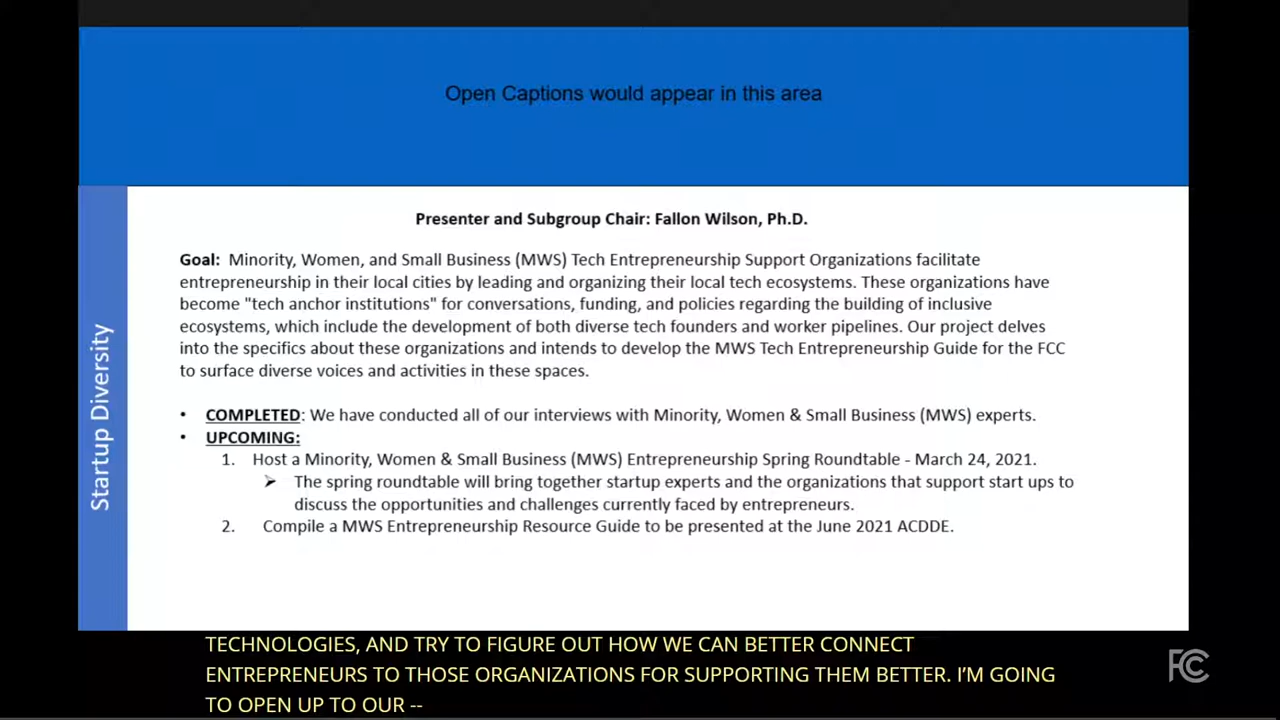 Open Captions would appear in this area
Startup Diversity
Presenter and Subgroup Chair: Fallon Wilson, Ph.D.
Goal: Minority, Women, and Small Business (MWS) Tech Entrepreneurship Support Organizations facilitate
entrepreneurship in their local cities by leading and organizing their local tech ecosystems. These organizations have
become "tech anchor institutions" for conversations, funding, and policies regarding the building of inclusive
ecosystems, which include the development of both diverse tech founders and worker pipelines. Our project delves
into the specifics about these organizations and intends to develop the MWS Tech Entrepreneurship Guide for the FCC
to surface diverse voices and activities in these spaces.
• COMPLETED: We have conducted all of our interviews with Minority, Women & Small Business (MWS) experts.
• UPCOMING:
1. Host a Minority, Women & Small Business (MWS) Entrepreneurship Spring Roundtable - March 24, 2021.
➢ The spring roundtable will bring together startup experts and the organizations that support start ups to
discuss the opportunities and challenges currently faced by entrepreneurs.
2. Compile a MWS Entrepreneurship Resource Guide to be presented at the June 2021 ACDDE.
TECHNOLOGIES, AND TRY TO FIGURE OUT HOW WE CAN BETTER CONNECT
ENTREPRENEURS TO THOSE ORGANIZATIONS FOR SUPPORTING THEM BETTER. I'M GOING
TO OPEN UP TO OUR --
FCC